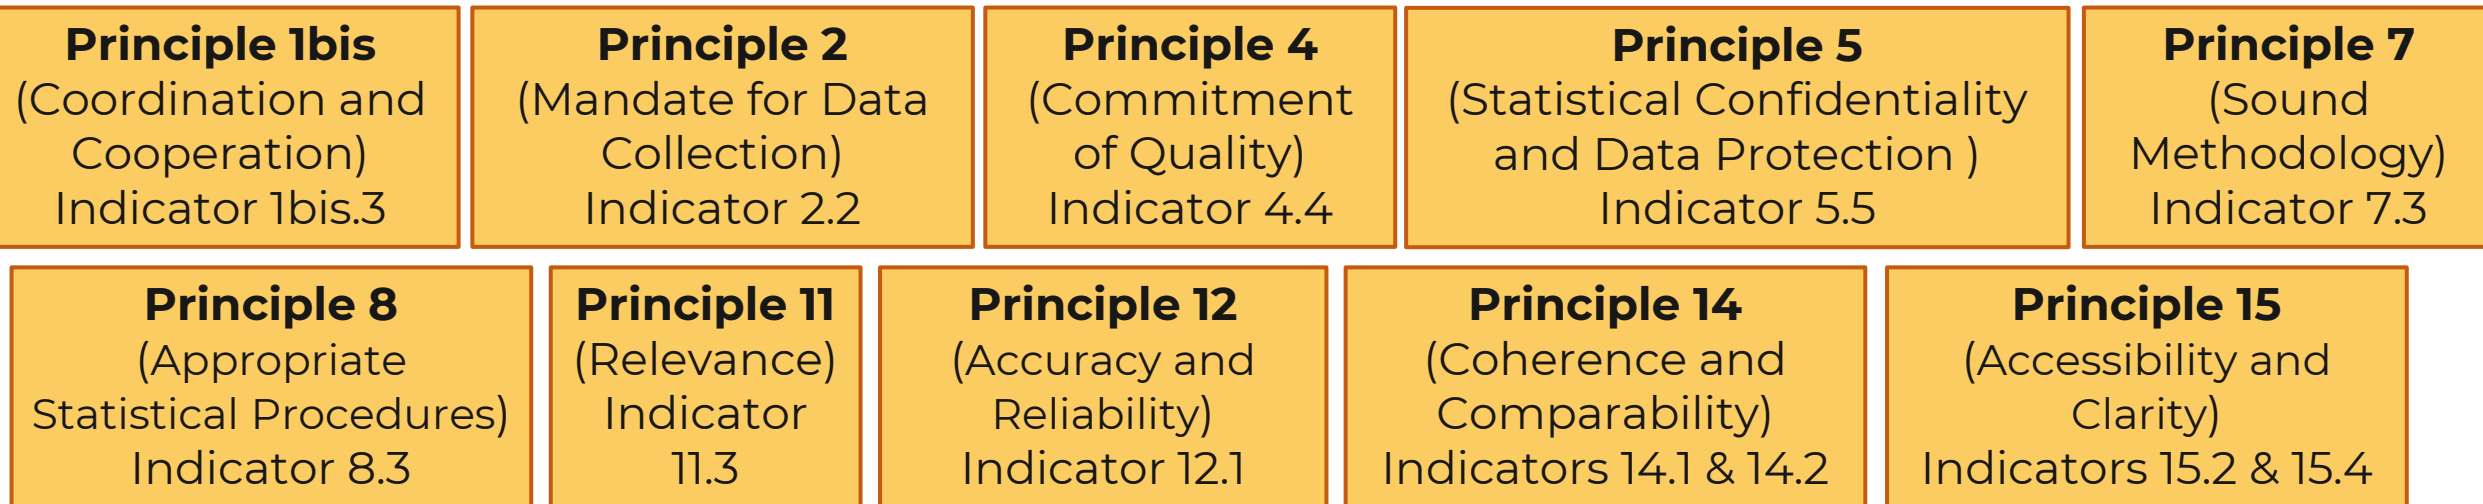 Principle 1bis
(Coordination and
Cooperation)
Indicator 1bis.3
Principle 2
(Mandate for Data
Collection)
Indicator 2.2
Principle 4
(Commitment
of Quality)
Indicator 4.4
Principle 5
(Statistical Confidentiality
and Data Protection )
Indicator 5.5
Principle 7
(Sound
Methodology)
Indicator 7.3
Principle 8
(Appropriate
Statistical Procedures)
Indicator 8.3
Principle 11
(Relevance)
Indicator
11.3
Principle 12
(Accuracy and
Reliability)
Indicator 12.1
Principle 14
(Coherence and
Comparability)
Indicators 14.1 & 14.2
Principle 15
(Accessibility and
Clarity)
Indicators 15.2 & 15.4